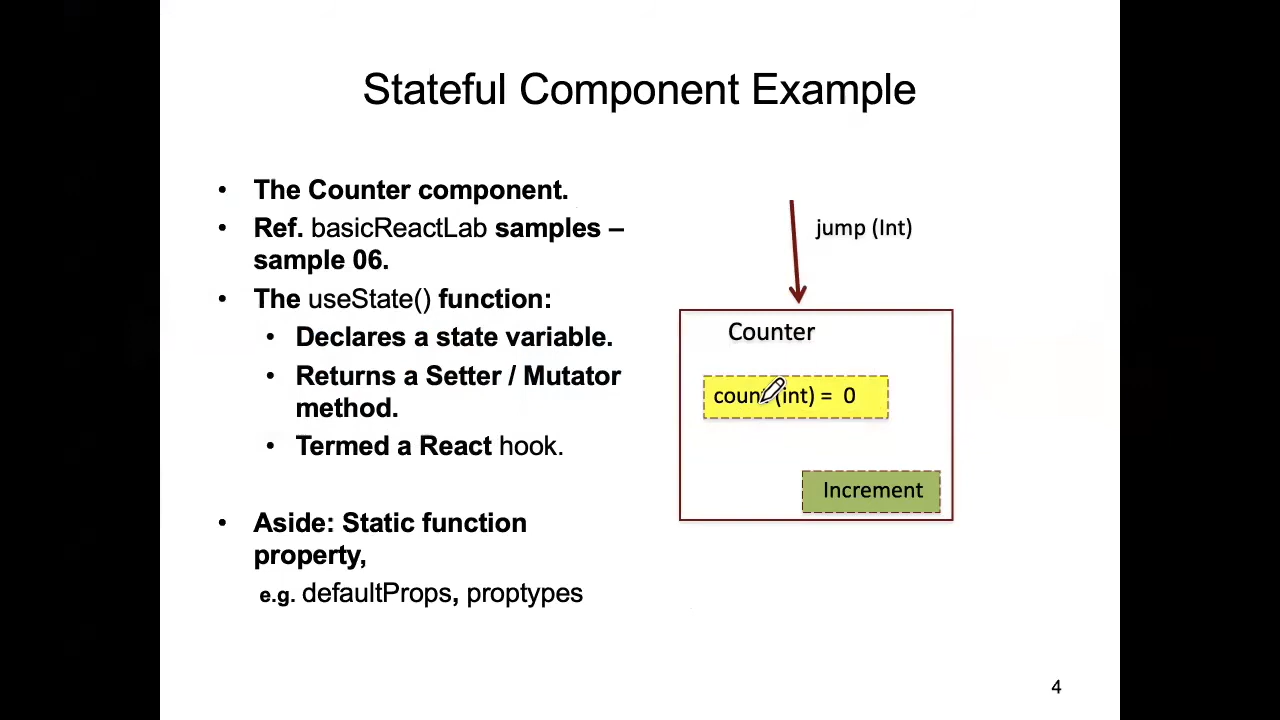 Stateful Component Example
• The Counter component.
• Ref. basicReactLab samples –
sample 06.
• The useState() function:
• Declares a state variable.
• Returns a Setter / Mutator
method.
• Termed a React hook.
• Aside: Static function
property,
e.g. defaultProps, proptypes
jump (Int)
Counter
count (int) = 0
Increment
4